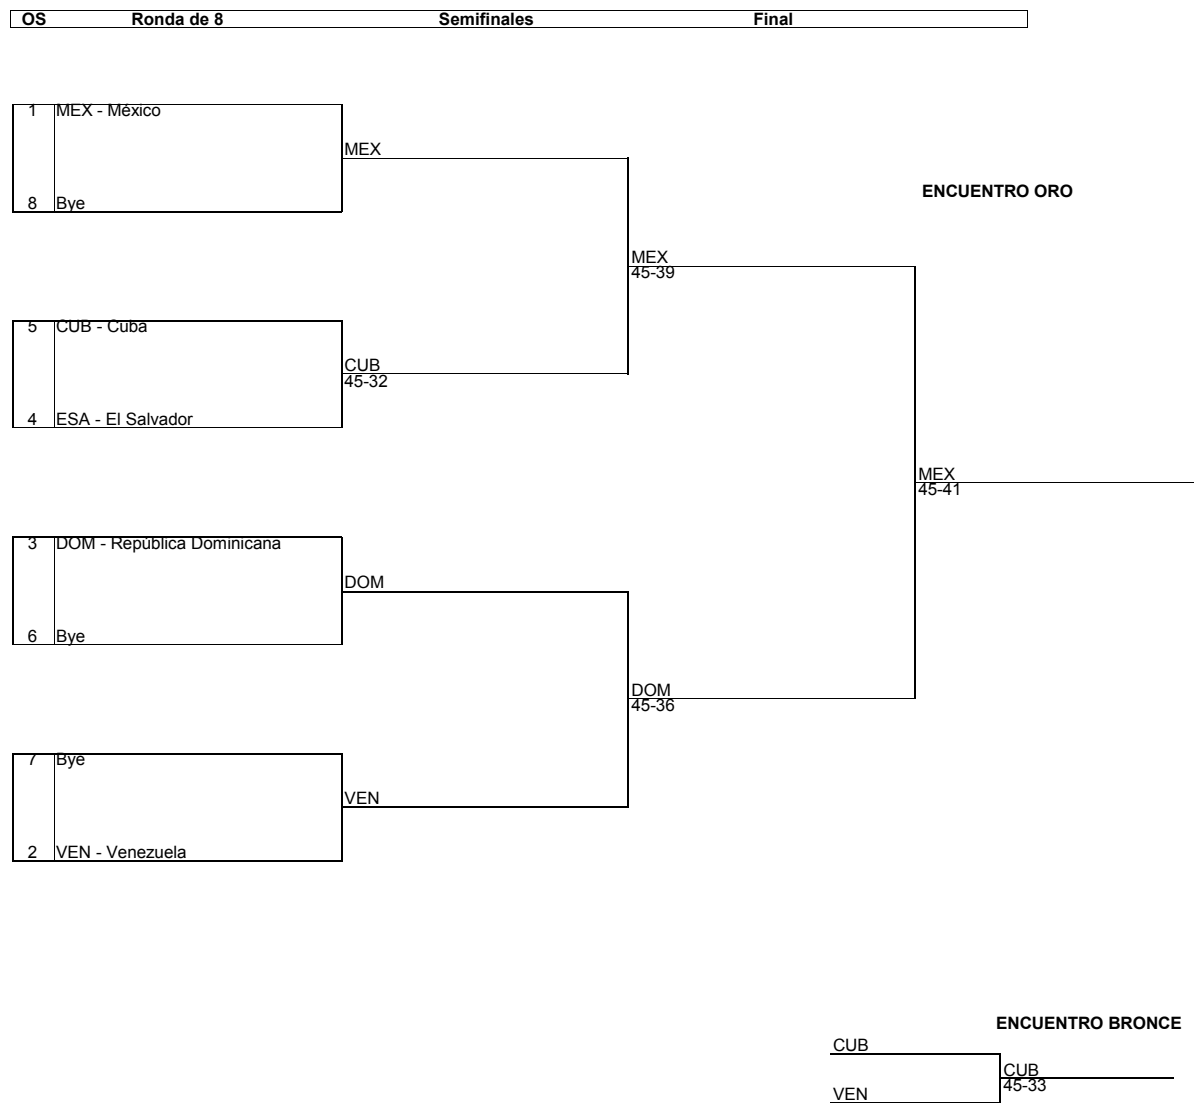 OS Ronda de 8 Semifinales Final
1 MEX - México
MEX
ENCUENTRO ORO
8 Bye
MEX
45-39
5 CUB - Cuba
CUB
45-32
4 ESA - El Salvador
MEX
45-41
3 DOM - República Dominicana
DOM
6 Bye
DOM
45-36
7 Bye
VEN
2 VEN - Venezuela
ENCUENTRO BRONCE
CUB
CUB
45-33
VEN